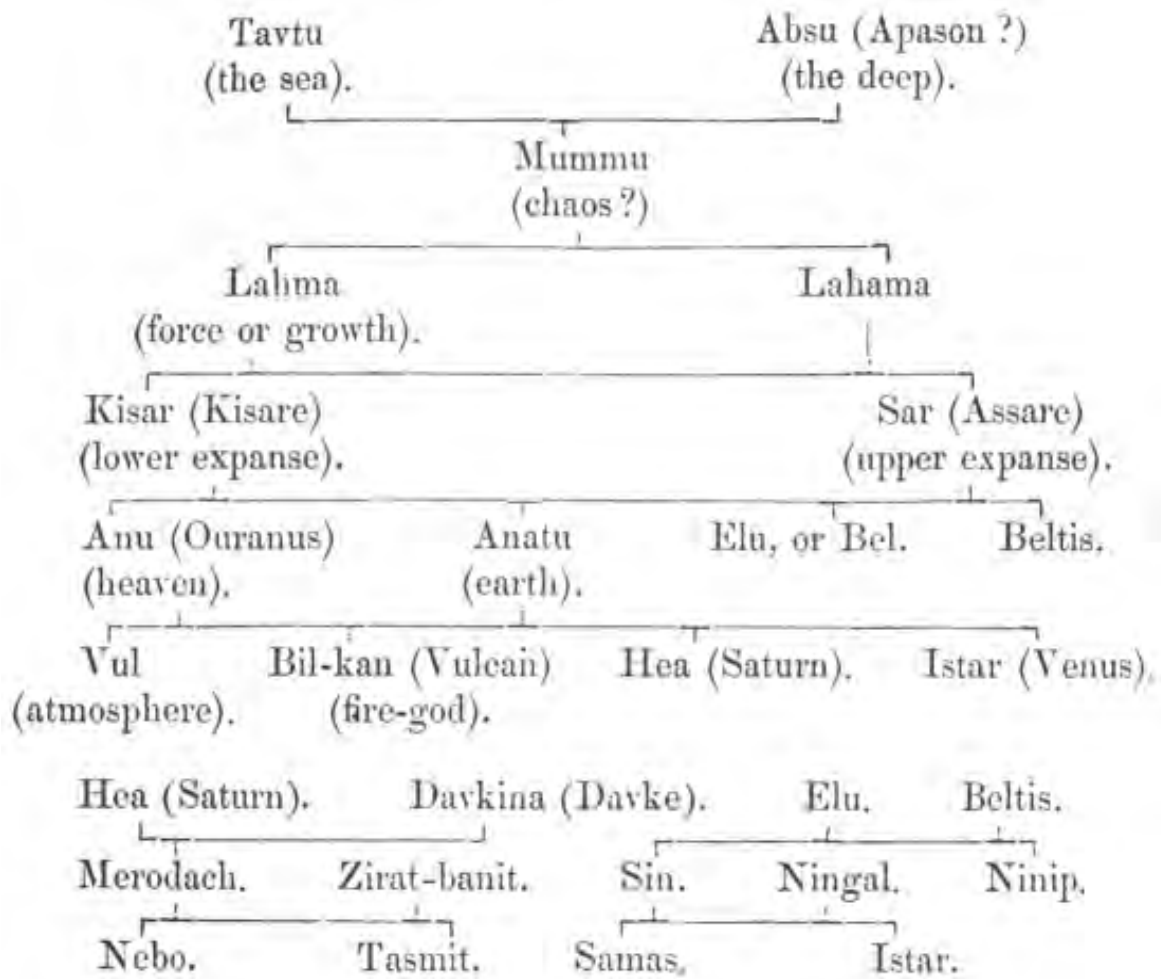 Tavtu Absu (Apason ?)
(the sea). (the deep).
Mummu
(chaos ?)
Lahma Lahama
(force or growth).
Kisar (Kisare) Sar (Assare)
(lower expanse). (upper expanse).
Anu (Ouranus) Anatu Elu, or Bel. Beltis.
(heaven). (earth).
Vul Bil-kan (Vulcan) Hea (Saturn). Istar (Venus).
(atmosphere). (fire-god).
Hea (Saturn). Davkina (Davke). Elu. Beltis.
Merodach. Zirat-banit. Sin. Ningal. Ninip.
Nebo. Tasmit. Samas. Istar.